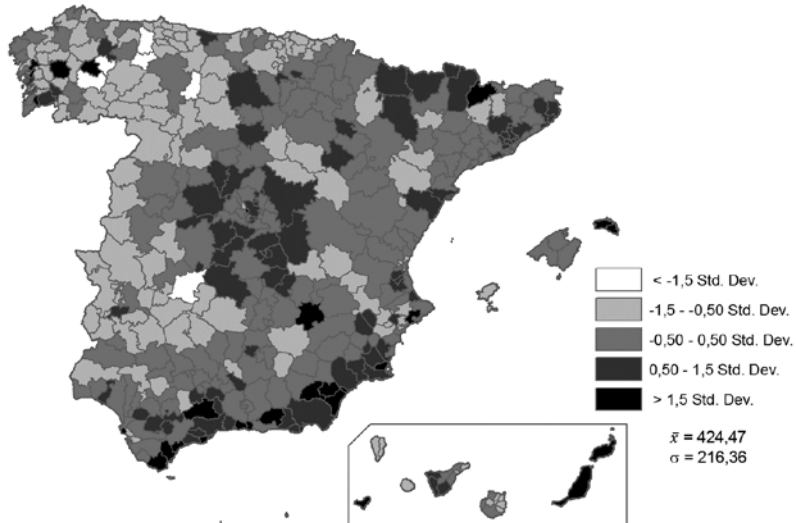 < -1,5 Std. Dev.
-1,5 - -0,50 Std. Dev.
-0,50 - 0,50 Std. Dev.
0,50 - 1,5 Std. Dev.
> 1,5 Std. Dev.
x̄ = 424,47
σ = 216,36